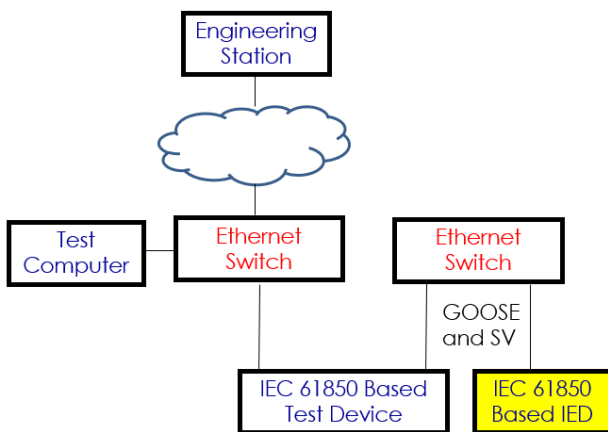 Engineering
Station
Test
Computer
Ethernet
Switch
Ethernet
Switch
GOOSE
and SV
IEC 61850 Based
Test Device
IEC 61850
Based IED